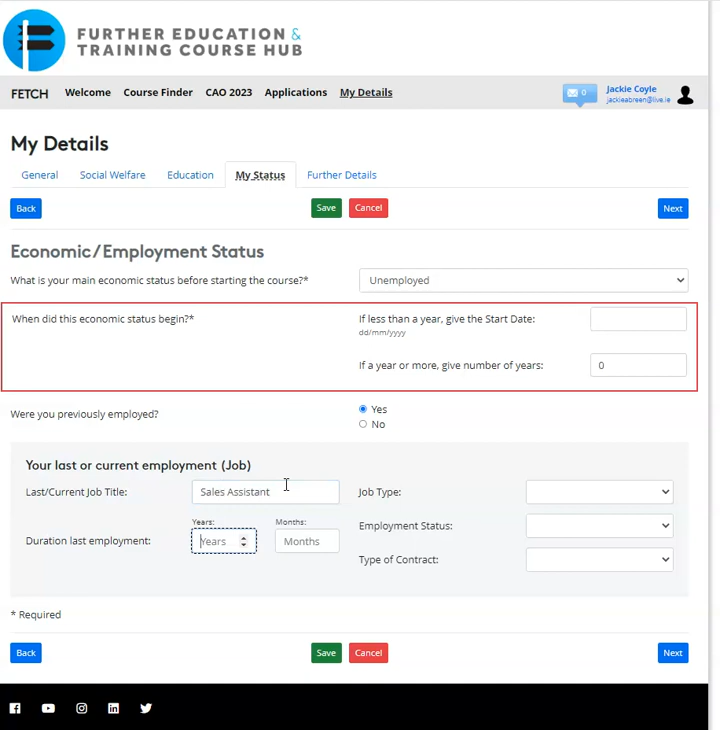 FURTHER EDUCATION &
TRAINING COURSE HUB
FETCH Welcome Course Finder CAO 2023 Applications My Details 0 Jackie Coyle
jackieabreen@live.ie
My Details
General Social Welfare Education My Status Further Details
Back Save Cancel Next
Economic/Employment Status
What is your main economic status before starting the course?* Unemployed
When did this economic status begin?* If less than a year, give the Start Date:
dd/mm/yyyy
If a year or more, give number of years: 0
Were you previously employed? Yes
No
Your last or current employment (Job)
Last/Current Job Title: Sales Assistant Job Type:
Years: Months:
Employment Status:
Duration last employment: Years Months
Type of Contract:
* Required
Back Save Cancel Next